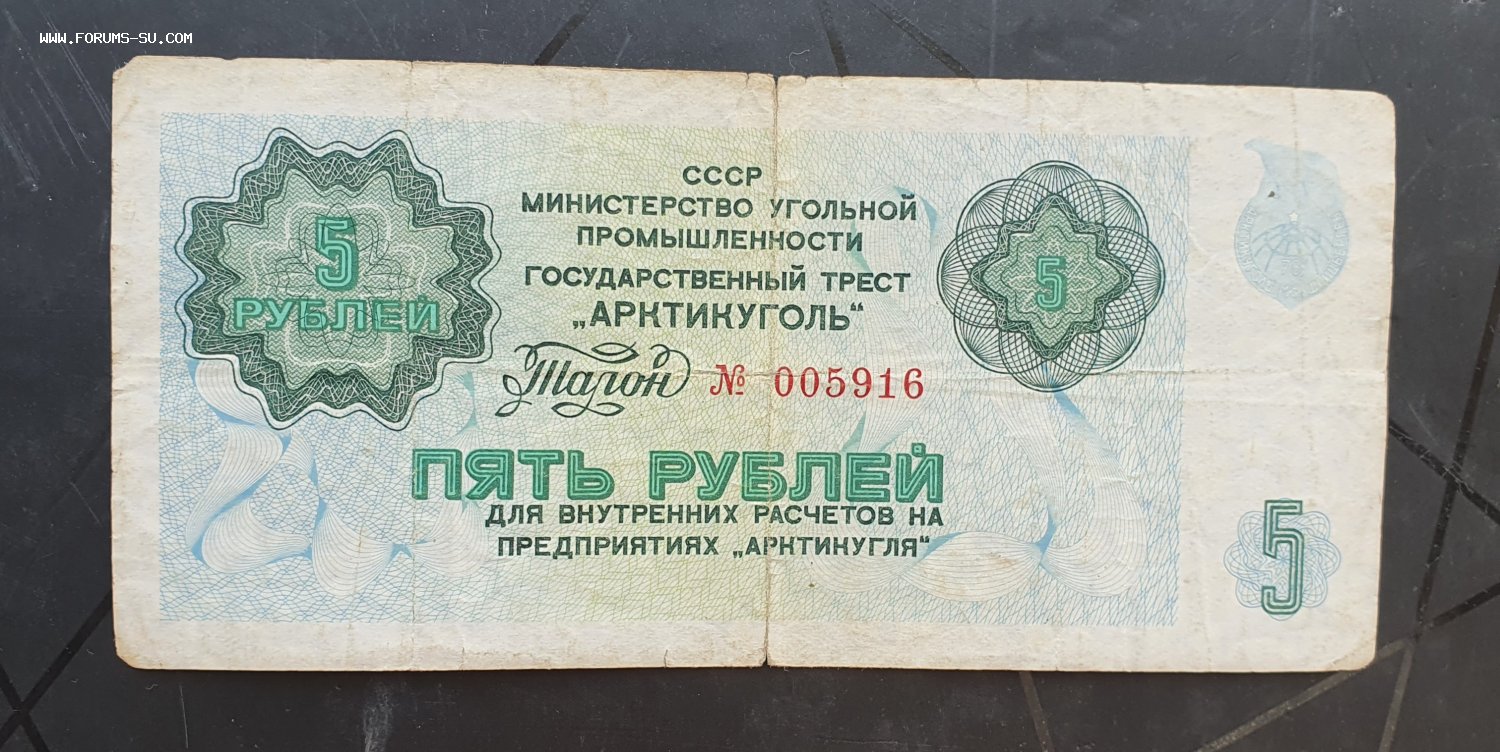 WWW.FORUMS-SU.COM
СССР
МИНИСТЕРСТВО УГОЛЬНОЙ
ПРОМЫШЛЕННОСТИ
ГОСУДАРСТВЕННЫЙ ТРЕСТ
„АРКТИКУГОЛЬ“
5
РУБЛЕЙ
5
Талон № 005916
ПЯТЬ РУБЛЕЙ
ДЛЯ ВНУТРЕННИХ РАСЧЕТОВ НА
ПРЕДПРИЯТИЯХ „АРКТИКУГЛЯ“
5